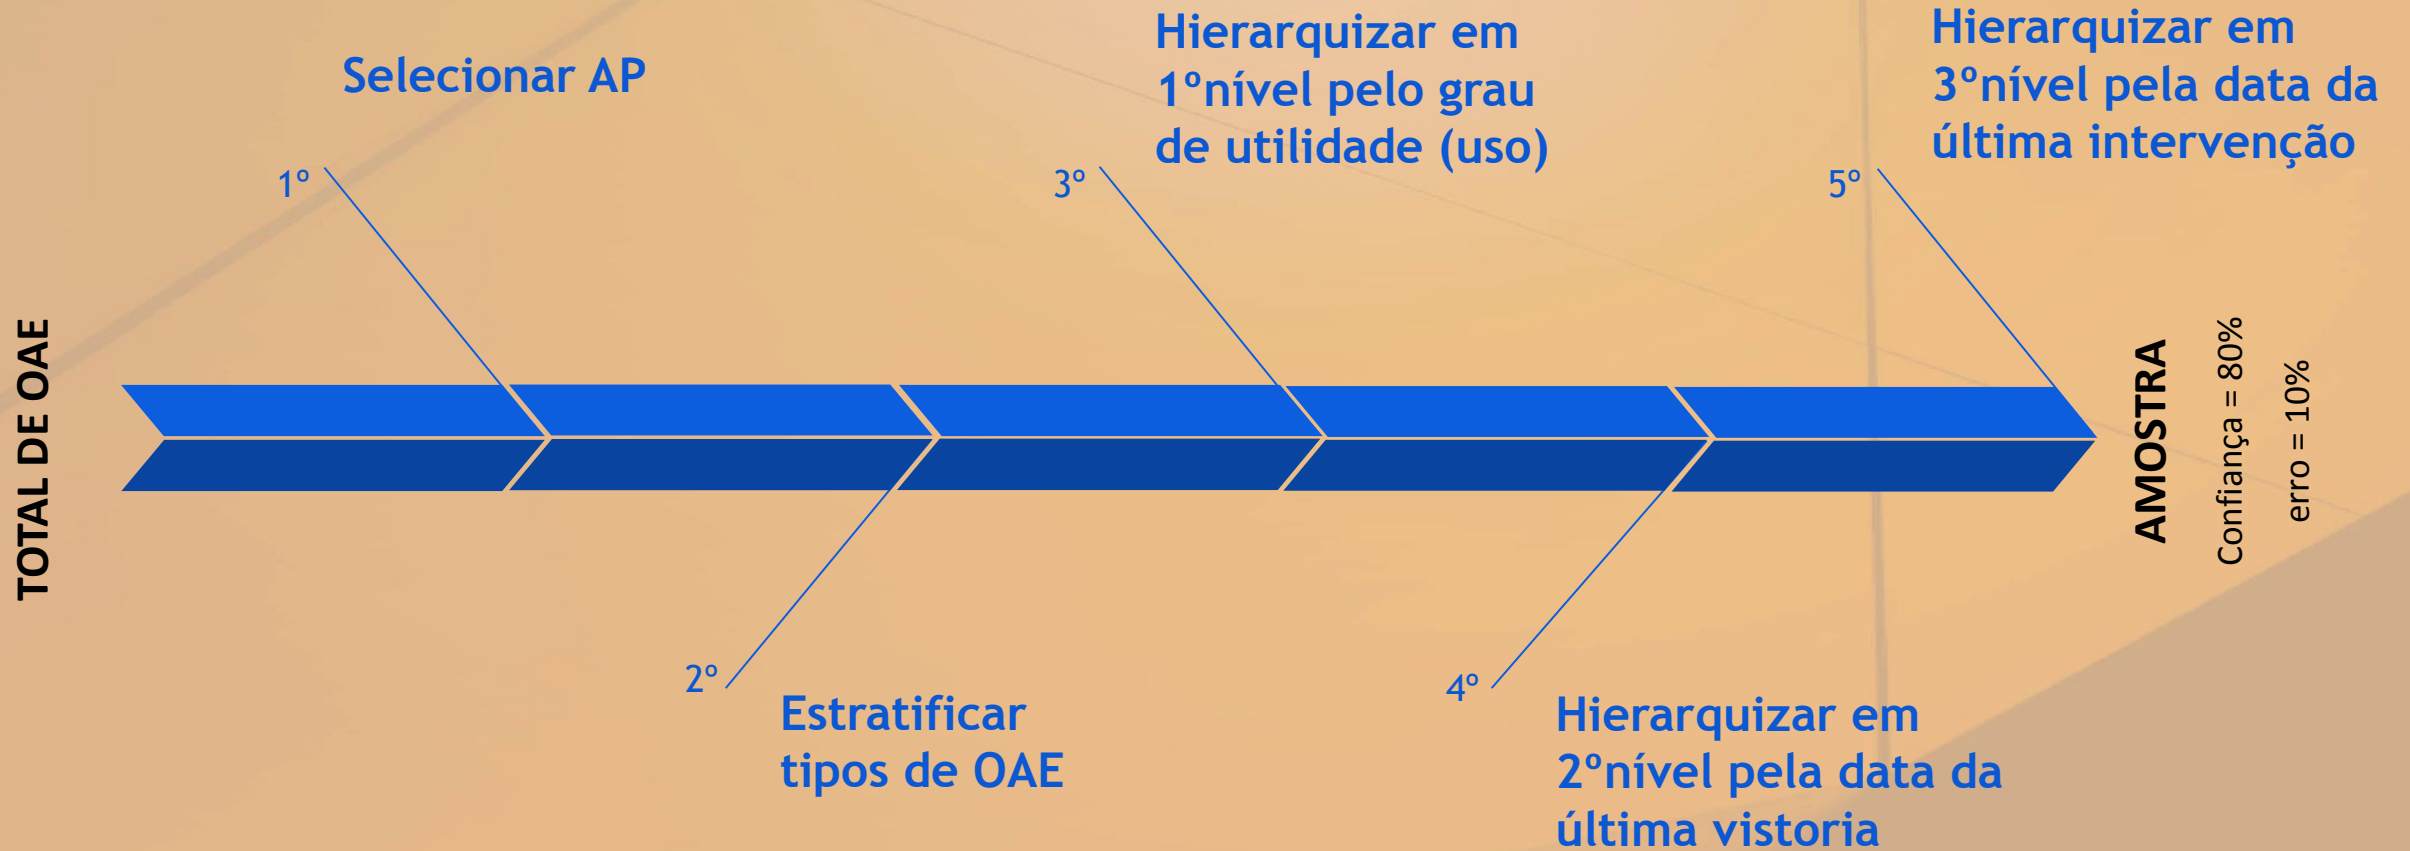 TOTAL DE OAE
1º
Selecionar AP
2º
Estratificar
tipos de OAE
3º
Hierarquizar em
1ºnível pelo grau
de utilidade (uso)
4º
Hierarquizar em
2ºnível pela data da
última vistoria
5º
Hierarquizar em
3ºnível pela data da
última intervenção
AMOSTRA
Confiança = 80%
erro = 10%